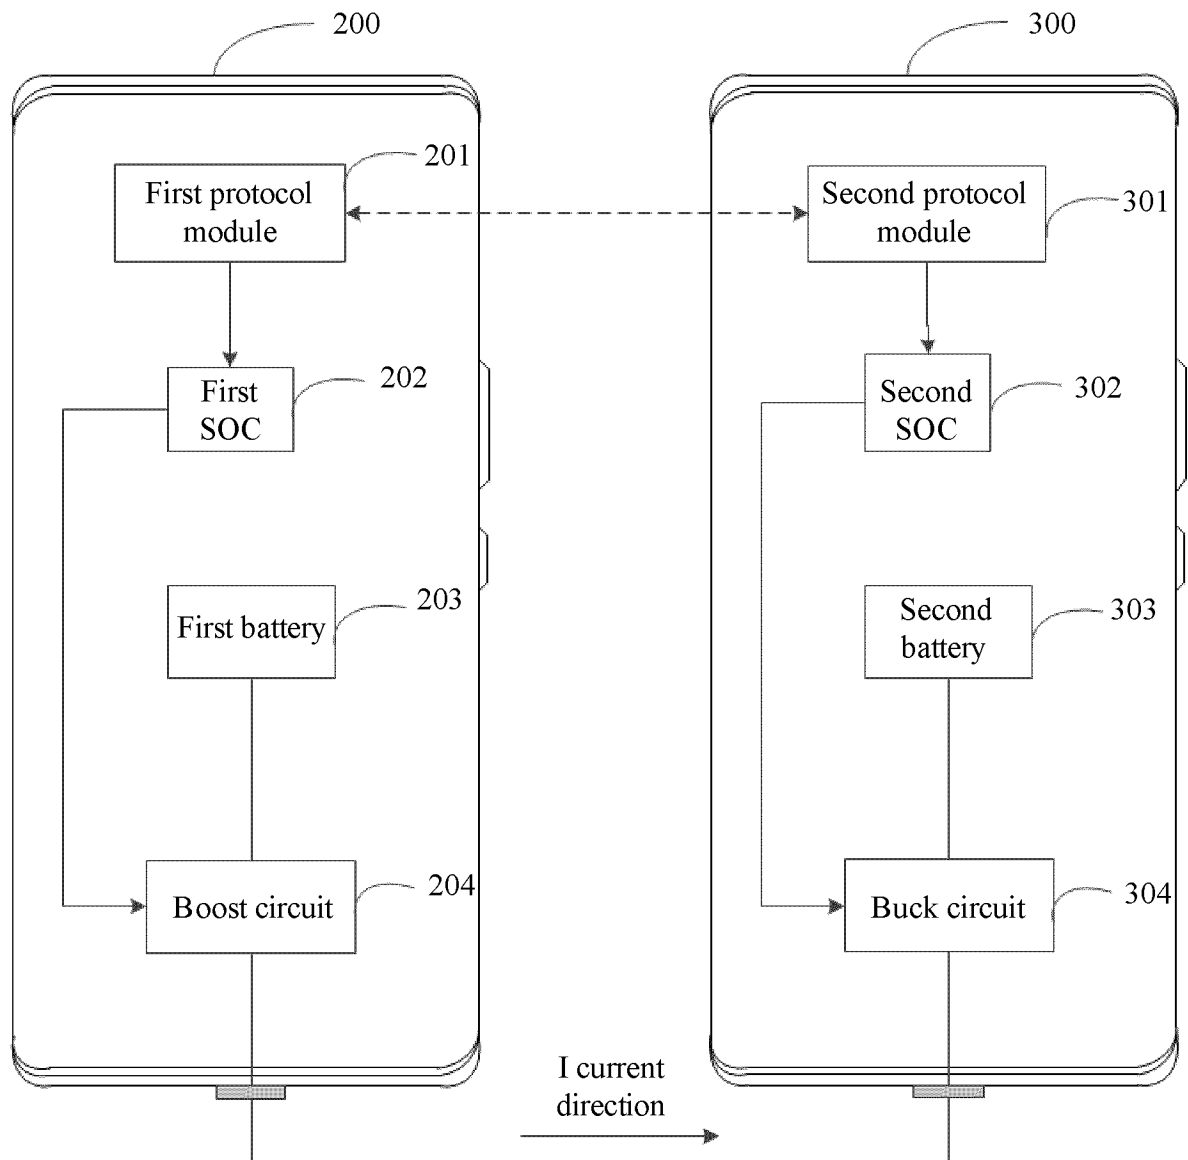 200
300
First protocol
module
201
Second protocol
module
301
First
SOC
202
Second
SOC
302
First battery
203
Second
battery
303
Boost circuit
204
Buck circuit
304
I current
direction